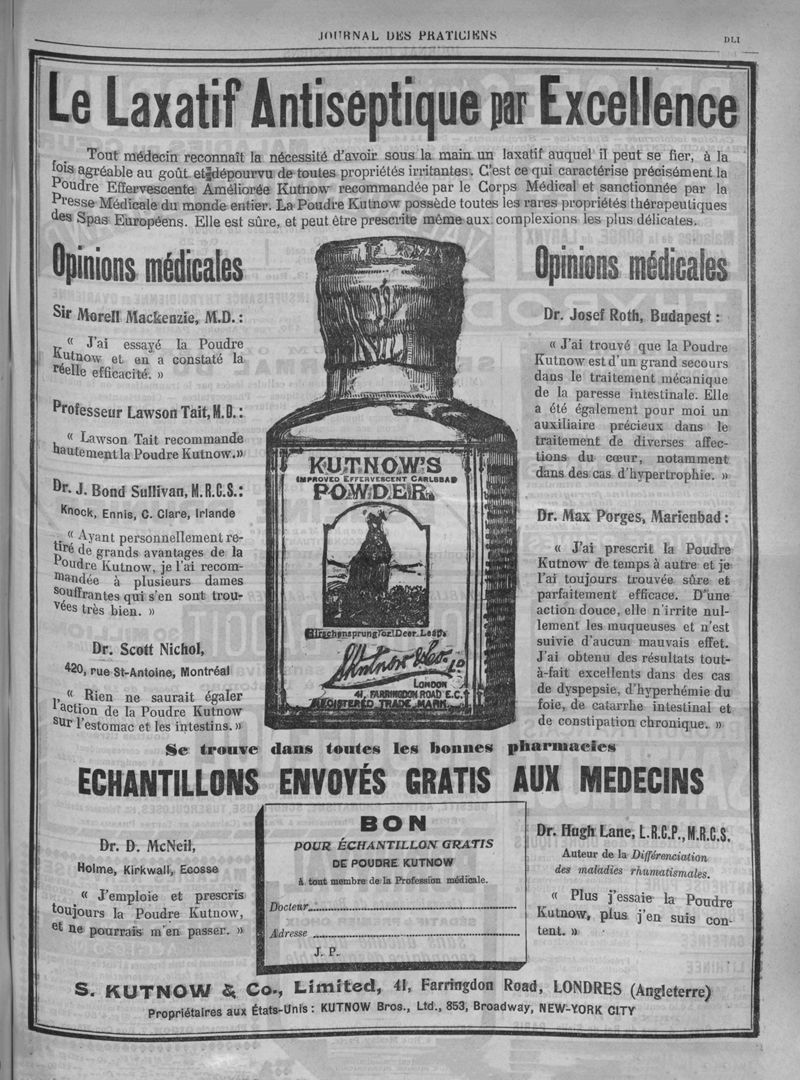 JOURNAL DES PRATICIENS
DLI
Le Laxatif Antiseptique par Excellence
Tout médecin reconnaît la nécessité d'avoir sous la main un laxatif auquel il peut se fier, à la
fois agréable au goût et dépourvu de toutes propriétés irritantes. C'est ce qui caractérise précisément la
Poudre Effervescente Améliorée Kutnow recommandée par le Corps Médical et sanctionnée par la
Presse Médicale du monde entier. La Poudre Kutnow possède toutes les rares propriétés thérapeutiques
des Spas Européens. Elle est sûre, et peut être prescrite même aux complexions les plus délicates.
Opinions médicales
Sir Morell Mackenzie, M.D. :
« J'ai essayé la Poudre
Kutnow et en a constaté la
réelle efficacité. »
Professeur Lawson Tait, M.D. :
« Lawson Tait recommande
hautement la Poudre Kutnow.»
Dr. J. Bond Sullivan, M.R.C.S.:
Knock, Ennis, C. Clare, Irlande
« Ayant personnellement re-
tiré de grands avantages de la
Poudre Kutnow, je l'ai recom-
mandée à plusieurs dames
souffrantes qui s'en sont trou-
vées très bien. »
Dr. Scott Nichol,
420, rue St-Antoine, Montréal
« Rien ne saurait égaler
l'action de la Poudre Kutnow
sur l'estomac et les intestins. »
KUTNOW'S
IMPROVED EFFERVESCENT CARLSBAD
POWDER.
Hirschensprung or Deer Leap
SKutnow & Co. Ld
LONDON
41, FARRINGDON ROAD E.C.
REGISTERED TRADE MARK
Opinions médicales
Dr. Josef Roth, Budapest :
« J'ai trouvé que la Poudre
Kutnow est d'un grand secours
dans le traitement mécanique
de la paresse intestinale. Elle
a été également pour moi un
auxiliaire précieux dans le
traitement de diverses affec-
tions du cœur, notamment
dans des cas d'hypertrophie. »
Dr. Max Porges, Marienbad :
« J'ai prescrit la Poudre
Kutnow de temps à autre et je
l'ai toujours trouvée sûre et
parfaitement efficace. D'une
action douce, elle n'irrite nul-
lement les muqueuses et n'est
suivie d'aucun mauvais effet.
J'ai obtenu des résultats tout-
à-fait excellents dans des cas
de dyspepsie, d'hyperhémie du
foie, de catarrhe intestinal et
de constipation chronique. »
Se trouve dans toutes les bonnes pharmacies
ECHANTILLONS ENVOYÉS GRATIS AUX MEDECINS
Dr. D. McNeil,
Holme, Kirkwall, Ecosse
« J'emploie et prescris
toujours la Poudre Kutnow,
et ne pourrais m'en passer. »
BON
POUR ÉCHANTILLON GRATIS
DE POUDRE KUTNOW
à tout membre de la Profession médicale.
Docteur
Adresse
J. P.
Dr. Hugh Lane, L.R.C.P., M.R.C.S.
Auteur de la Différenciation
des maladies rhumatismales.
« Plus j'essaie la Poudre
Kutnow, plus j'en suis con-
tent. »
S. KUTNOW & Co., Limited, 41, Farringdon Road, LONDRES (Angleterre)
Propriétaires aux États-Unis : KUTNOW Bros., Ltd., 853, Broadway, NEW-YORK CITY